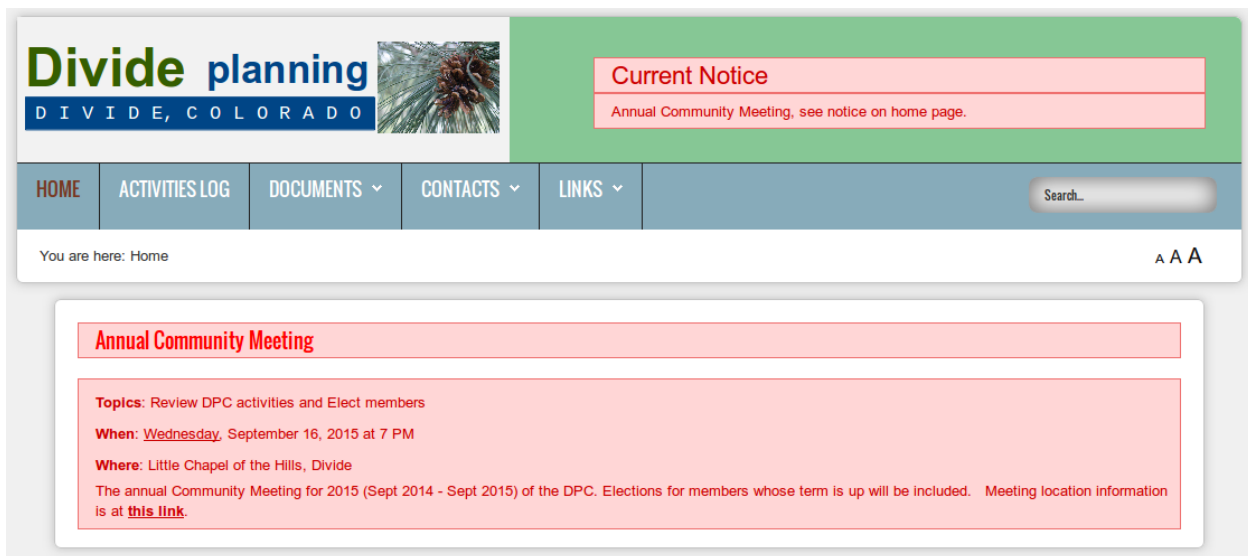 Divide planning
DIVIDE, COLORADO
Current Notice
Annual Community Meeting, see notice on home page.
HOME ACTIVITIES LOG DOCUMENTS CONTACTS LINKS Search...
You are here: Home A A A
Annual Community Meeting
Topics: Review DPC activities and Elect members
When: Wednesday, September 16, 2015 at 7 PM
Where: Little Chapel of the Hills, Divide
The annual Community Meeting for 2015 (Sept 2014 - Sept 2015) of the DPC. Elections for members whose term is up will be included. Meeting location information
is at this link.